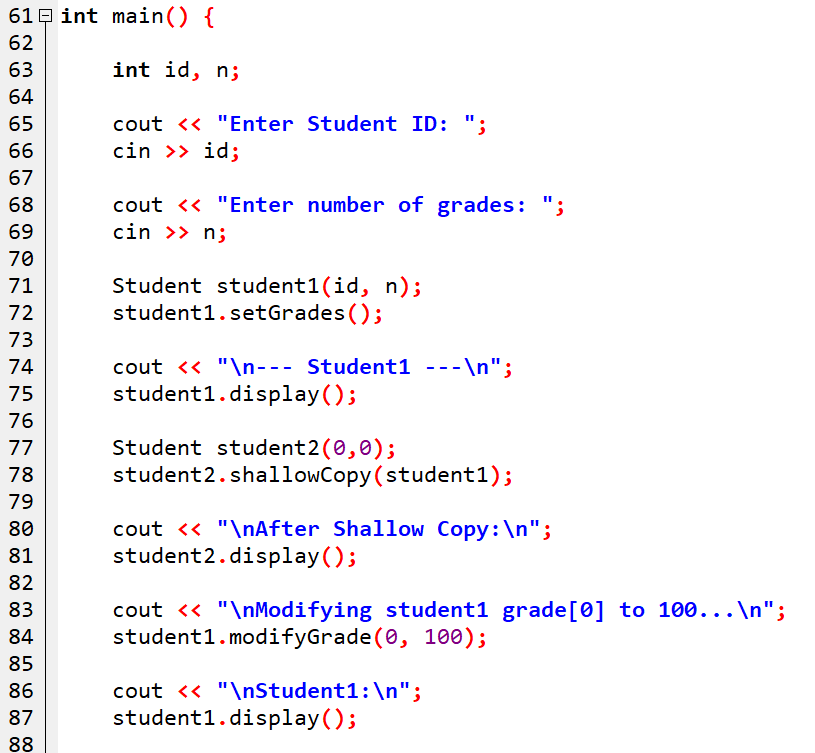 61 int main() {
62
63 int id, n;
64
65 cout << "Enter Student ID: ";
66 cin >> id;
67
68 cout << "Enter number of grades: ";
69 cin >> n;
70
71 Student student1(id, n);
72 student1.setGrades();
73
74 cout << "\n--- Student1 ---\n";
75 student1.display();
76
77 Student student2(0,0);
78 student2.shallowCopy(student1);
79
80 cout << "\nAfter Shallow Copy:\n";
81 student2.display();
82
83 cout << "\nModifying student1 grade[0] to 100...\n";
84 student1.modifyGrade(0, 100);
85
86 cout << "\nStudent1:\n";
87 student1.display();
88